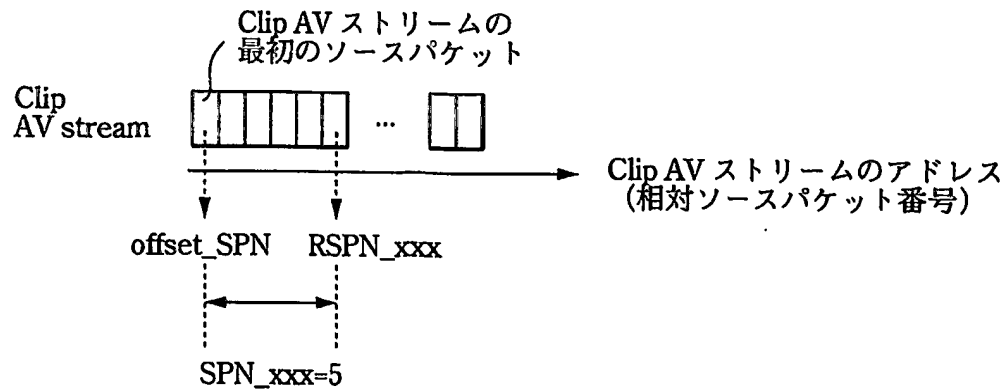 Clip AV ストリームの
最初のソースパケット
Clip
AV stream
...
Clip AV ストリームのアドレス
(相対ソースパケット番号)
offset_SPN
RSPN_xxx
SPN_xxx=5